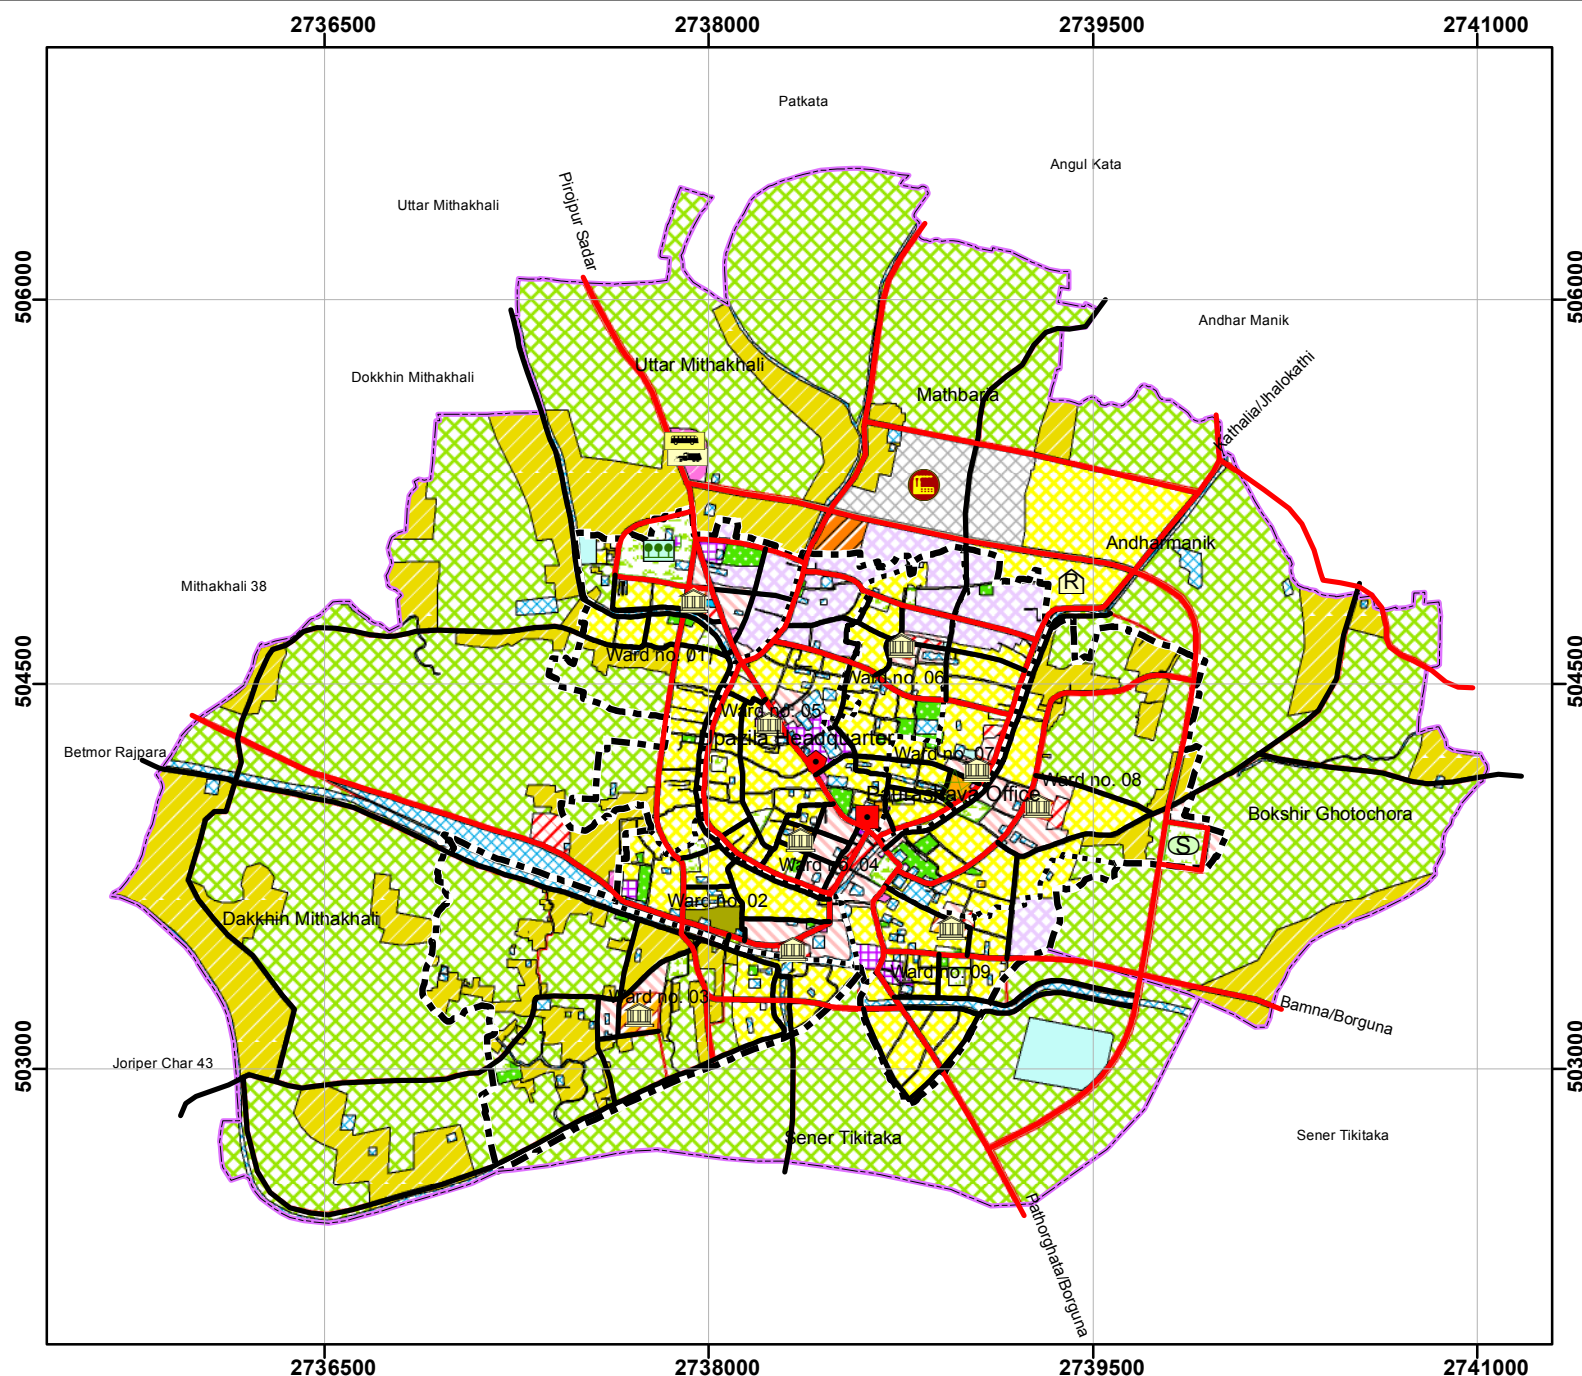 2736500 2738000 2739500 2741000
Patkata
Angul Kata
Uttar Mithakhali
Pirojpur Sadar
506000
506000
Andhar Manik
Uttar Mithakhali
Dokkhin Mithakhali
Mathbaria
Kathalia/Jhalokathi
Andharmanik
R
Mithakhali 38
504500
504500
Ward no. 01
Ward no. 06
Ward no. 05
Upazila Headquarter
Betmor Rajpara
Ward no. 07
Ward no. 08
Paurashava Office
Bokshir Ghotochora
S
Ward no. 04
Ward no. 02
Dakkhin Mithakhali
Ward no. 09
Ward no. 03
Bamna/Borguna
Joriper Char 43
503000
503000
Sener Tikitaka
Sener Tikitaka
Pathorghata/Borguna
2736500 2738000 2739500 2741000